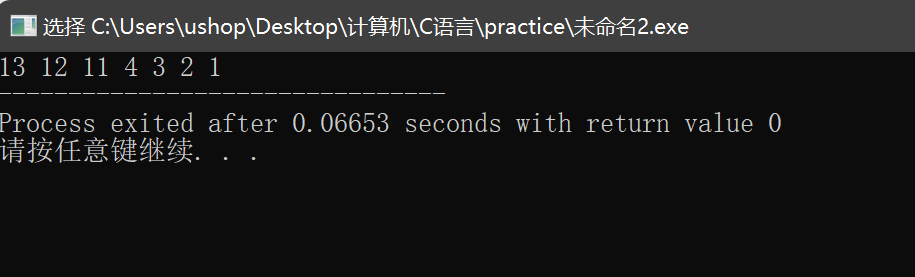 选择 C:\Users\ushop\Desktop\计算机\C语言\practice\未命名2.exe
13 12 11 4 3 2 1
--------------------------------
Process exited after 0.06653 seconds with return value 0
请按任意键继续. . .